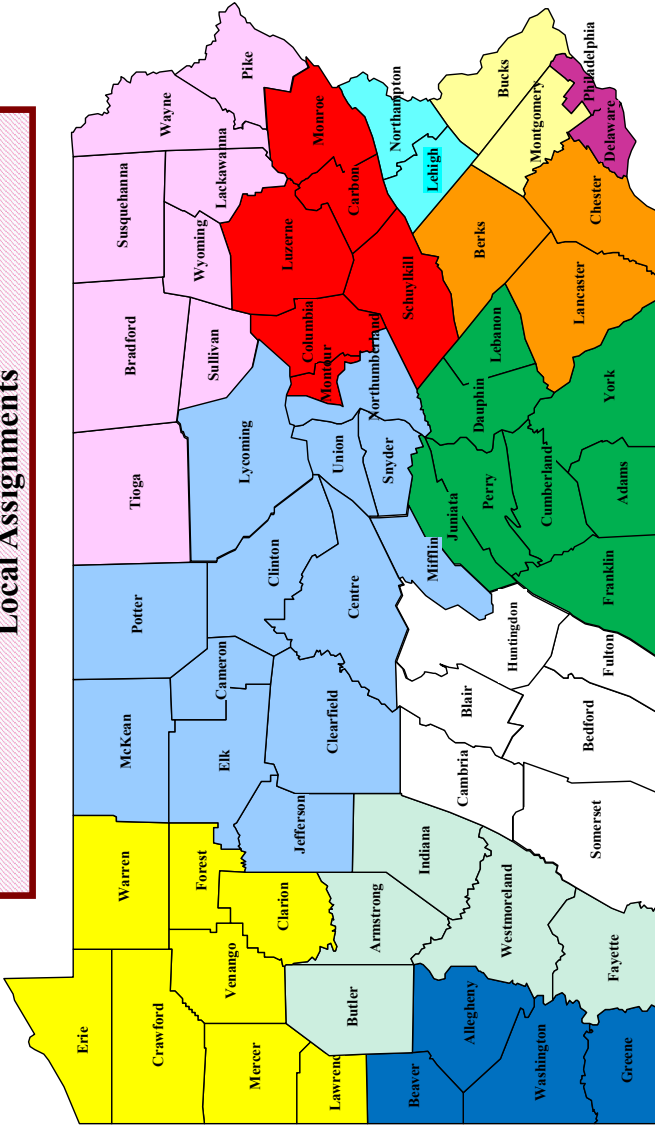 Local Assignments
Erie
Crawford
Mercer
Lawrenc
Warren
Forest
Venango
Clarion
McKean
Elk
Cameron
Potter
Clinton
Centre
Clearfield
Jefferson
Tioga
Lycoming
Union
Snyder
Northumberland
Mifflin
Bradford
Sullivan
Susquehanna
Wyoming
Lackawanna
Wayne
Pike
Monroe
Carbon
Luzerne
Columbia
Montour
Schuylkill
Northampton
Lehigh
Bucks
Montgomery
Philadelphia
Delaware
Chester
Berks
Lancaster
Lebanon
Dauphin
Juniata
Perry
Cumberland
York
Adams
Franklin
Huntingdon
Fulton
Blair
Bedford
Cambria
Somerset
Indiana
Armstrong
Westmoreland
Fayette
Butler
Allegheny
Beaver
Washington
Greene